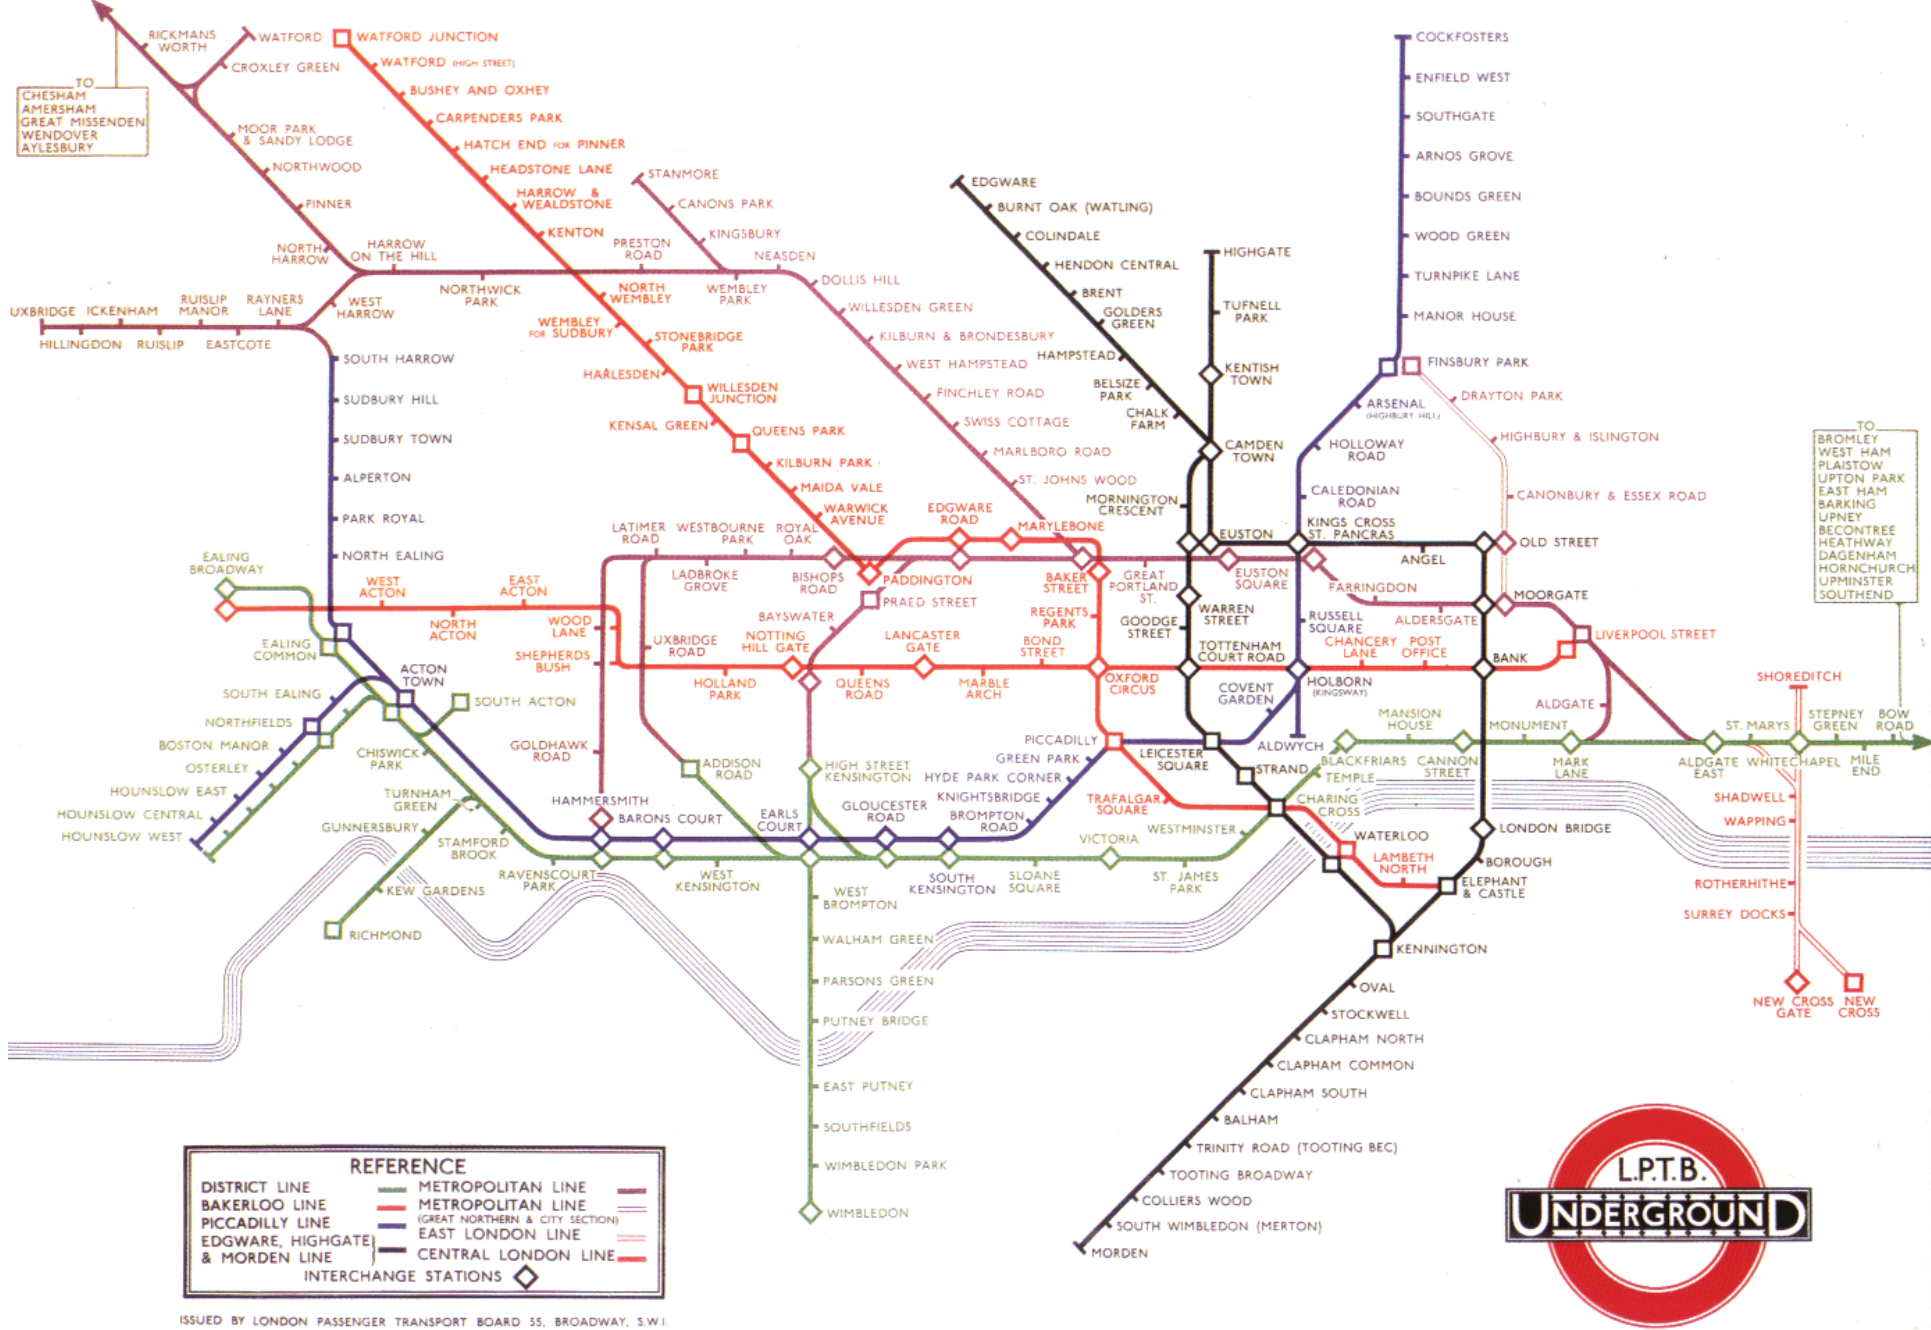 RICKMANS
WORTH
WATFORD
CROXLEY GREEN
TO
CHESHAM
AMERSHAM
GREAT MISSENDEN
WENDOVER
AYLESBURY
MOOR PARK
& SANDY LODGE
NORTHWOOD
PINNER
NORTH
HARROW
HARROW
ON THE HILL
NORTHWICK
PARK
PRESTON
ROAD
WEMBLEY
PARK
NEASDEN
STANMORE
CANONS PARK
KINGSBURY
DOLLIS HILL
WILLESDEN GREEN
KILBURN & BRONDESBURY
WEST HAMPSTEAD
FINCHLEY ROAD
SWISS COTTAGE
MARLBORO ROAD
ST. JOHNS WOOD
UXBRIDGE
ICKENHAM
RUISLIP
MANOR
RAYNERS
LANE
WEST
HARROW
HILLINGDON
RUISLIP
EASTCOTE
WATFORD JUNCTION
WATFORD (HIGH STREET)
BUSHEY AND OXHEY
CARPENDERS PARK
HATCH END FOR PINNER
HEADSTONE LANE
HARROW &
WEALDSTONE
KENTON
NORTH
WEMBLEY
WEMBLEY
FOR SUDBURY
STONEBRIDGE
PARK
HARLESDEN
WILLESDEN
JUNCTION
KENSAL GREEN
QUEENS PARK
KILBURN PARK
MAIDA VALE
WARWICK
AVENUE
EDGWARE
ROAD
MARYLEBONE
PADDINGTON
BAKER
STREET
REGENTS
PARK
SOUTH HARROW
SUDBURY HILL
SUDBURY TOWN
ALPERTON
PARK ROYAL
NORTH EALING
EALING
BROADWAY
EALING
COMMON
WEST
ACTON
NORTH
ACTON
EAST
ACTON
WOOD
LANE
SHEPHERDS
BUSH
HOLLAND
PARK
NOTTING
HILL GATE
QUEENS
ROAD
LANCASTER
GATE
MARBLE
ARCH
BOND
STREET
OXFORD
CIRCUS
TOTTENHAM
COURT ROAD
HOLBORN
(KINGSWAY)
CHANCERY
LANE
POST
OFFICE
BANK
LIVERPOOL STREET
LATIMER
ROAD
WESTBOURNE
PARK
ROYAL
OAK
LADBROKE
GROVE
BISHOPS
ROAD
UXBRIDGE
ROAD
BAYSWATER
PRAED STREET
GREAT
PORTLAND
ST.
EUSTON
SQUARE
FARRINGDON
ALDERSGATE
MOORGATE
ALDGATE
GOLDHAWK
ROAD
HAMMERSMITH
ADDISON
ROAD
HIGH STREET
KENSINGTON
EDGWARE
BURNT OAK (WATLING)
COLINDALE
HENDON CENTRAL
BRENT
GOLDERS
GREEN
HAMPSTEAD
BELSIZE
PARK
CHALK
FARM
HIGHGATE
TUFNELL
PARK
KENTISH
TOWN
CAMDEN
TOWN
MORNINGTON
CRESCENT
EUSTON
KINGS CROSS
ST. PANCRAS
ANGEL
OLD STREET
WARREN
STREET
GOODGE
STREET
COCKFOSTERS
ENFIELD WEST
SOUTHGATE
ARNOS GROVE
BOUNDS GREEN
WOOD GREEN
TURNPIKE LANE
MANOR HOUSE
FINSBURY PARK
DRAYTON PARK
HIGHBURY & ISLINGTON
CANONBURY & ESSEX ROAD
ARSENAL
(HIGHBURY HILL)
HOLLOWAY
ROAD
CALEDONIAN
ROAD
RUSSELL
SQUARE
COVENT
GARDEN
ALDWYCH
LEICESTER
SQUARE
PICCADILLY
GREEN PARK
HYDE PARK CORNER
KNIGHTSBRIDGE
BROMPTON
ROAD
GLOUCESTER
ROAD
EARLS
COURT
BARONS COURT
ACTON
TOWN
SOUTH ACTON
SOUTH EALING
NORTHFIELDS
BOSTON MANOR
OSTERLEY
HOUNSLOW EAST
HOUNSLOW CENTRAL
HOUNSLOW WEST
CHISWICK
PARK
TURNHAM
GREEN
GUNNERSBURY
KEW GARDENS
RICHMOND
STAMFORD
BROOK
RAVENSCOURT
PARK
WEST
KENSINGTON
SOUTH
KENSINGTON
SLOANE
SQUARE
VICTORIA
ST. JAMES
PARK
WESTMINSTER
CHARING
CROSS
TEMPLE
BLACKFRIARS
MANSION
HOUSE
CANNON
STREET
MONUMENT
MARK
LANE
ALDGATE
EAST
ST. MARYS
WHITECHAPEL
STEPNEY
GREEN
MILE
END
BOW
ROAD
TO
BROMLEY
WEST HAM
PLAISTOW
UPTON PARK
EAST HAM
BARKING
UPNEY
BECONTREE
HEATHWAY
DAGENHAM
HORNCHURCH
UPMINSTER
SOUTHEND
SHOREDITCH
SHADWELL
WAPPING
ROTHERHITHE
SURREY DOCKS
NEW CROSS
GATE
NEW
CROSS
STRAND
TRAFALGAR
SQUARE
WATERLOO
LAMBETH
NORTH
ELEPHANT
& CASTLE
LONDON BRIDGE
BOROUGH
KENNINGTON
OVAL
STOCKWELL
CLAPHAM NORTH
CLAPHAM COMMON
CLAPHAM SOUTH
BALHAM
TRINITY ROAD (TOOTING BEC)
TOOTING BROADWAY
COLLIERS WOOD
SOUTH WIMBLEDON (MERTON)
MORDEN
WEST
BROMPTON
WALHAM GREEN
PARSONS GREEN
PUTNEY BRIDGE
EAST PUTNEY
SOUTHFIELDS
WIMBLEDON PARK
WIMBLEDON
REFERENCE
DISTRICT LINE
BAKERLOO LINE
PICCADILLY LINE
EDGWARE, HIGHGATE
& MORDEN LINE
METROPOLITAN LINE
METROPOLITAN LINE
(GREAT NORTHERN & CITY SECTION)
EAST LONDON LINE
CENTRAL LONDON LINE
INTERCHANGE STATIONS
ISSUED BY LONDON PASSENGER TRANSPORT BOARD 55, BROADWAY, S.W.1.
L.P.T.B.
UNDERGROUND